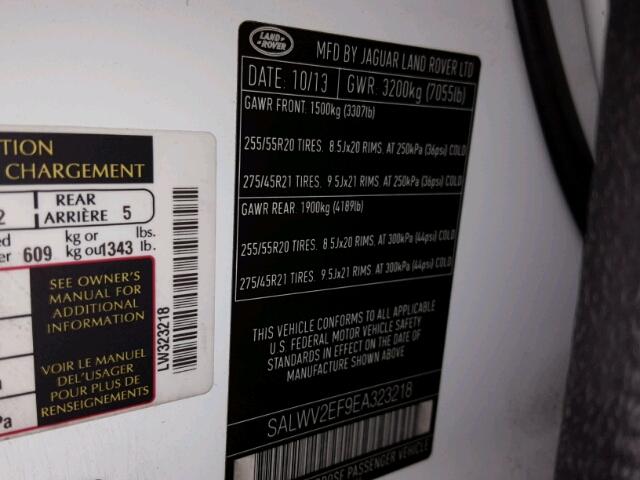 TION
CHARGEMENT
2
REAR
ARRIÈRE 5
609 kg or kg ou 1343 lb. lb.
SEE OWNER'S
MANUAL FOR
ADDITIONAL
INFORMATION
VOIR LE MANUEL
DEL'USAGER
POUR PLUS DE
RENSEIGNEMENTS
LW323218
LAND
ROVER
MFD BY JAGUAR LAND ROVER LTD
DATE: 10/13 GWR: 3200kg (7055lb)
GAWR FRONT: 1500kg (3307lb)
255/55R20 TIRES. 8.5Jx20 RIMS. AT 250kPa (36psi) COLD
275/45R21 TIRES. 9.5Jx21 RIMS. AT 250kPa (36psi) COLD
GAWR REAR: 1900kg (4189lb)
255/55R20 TIRES. 8.5Jx20 RIMS. AT 300kPa (44psi) COLD
275/45R21 TIRES. 9.5Jx21 RIMS. AT 300kPa (44psi) COLD
THIS VEHICLE CONFORMS TO ALL APPLICABLE
U.S. FEDERAL MOTOR VEHICLE SAFETY
STANDARDS IN EFFECT ON THE DATE OF
MANUFACTURE SHOWN ABOVE.
SALWV2EF9EA323218
PASSENGER VEHICLE